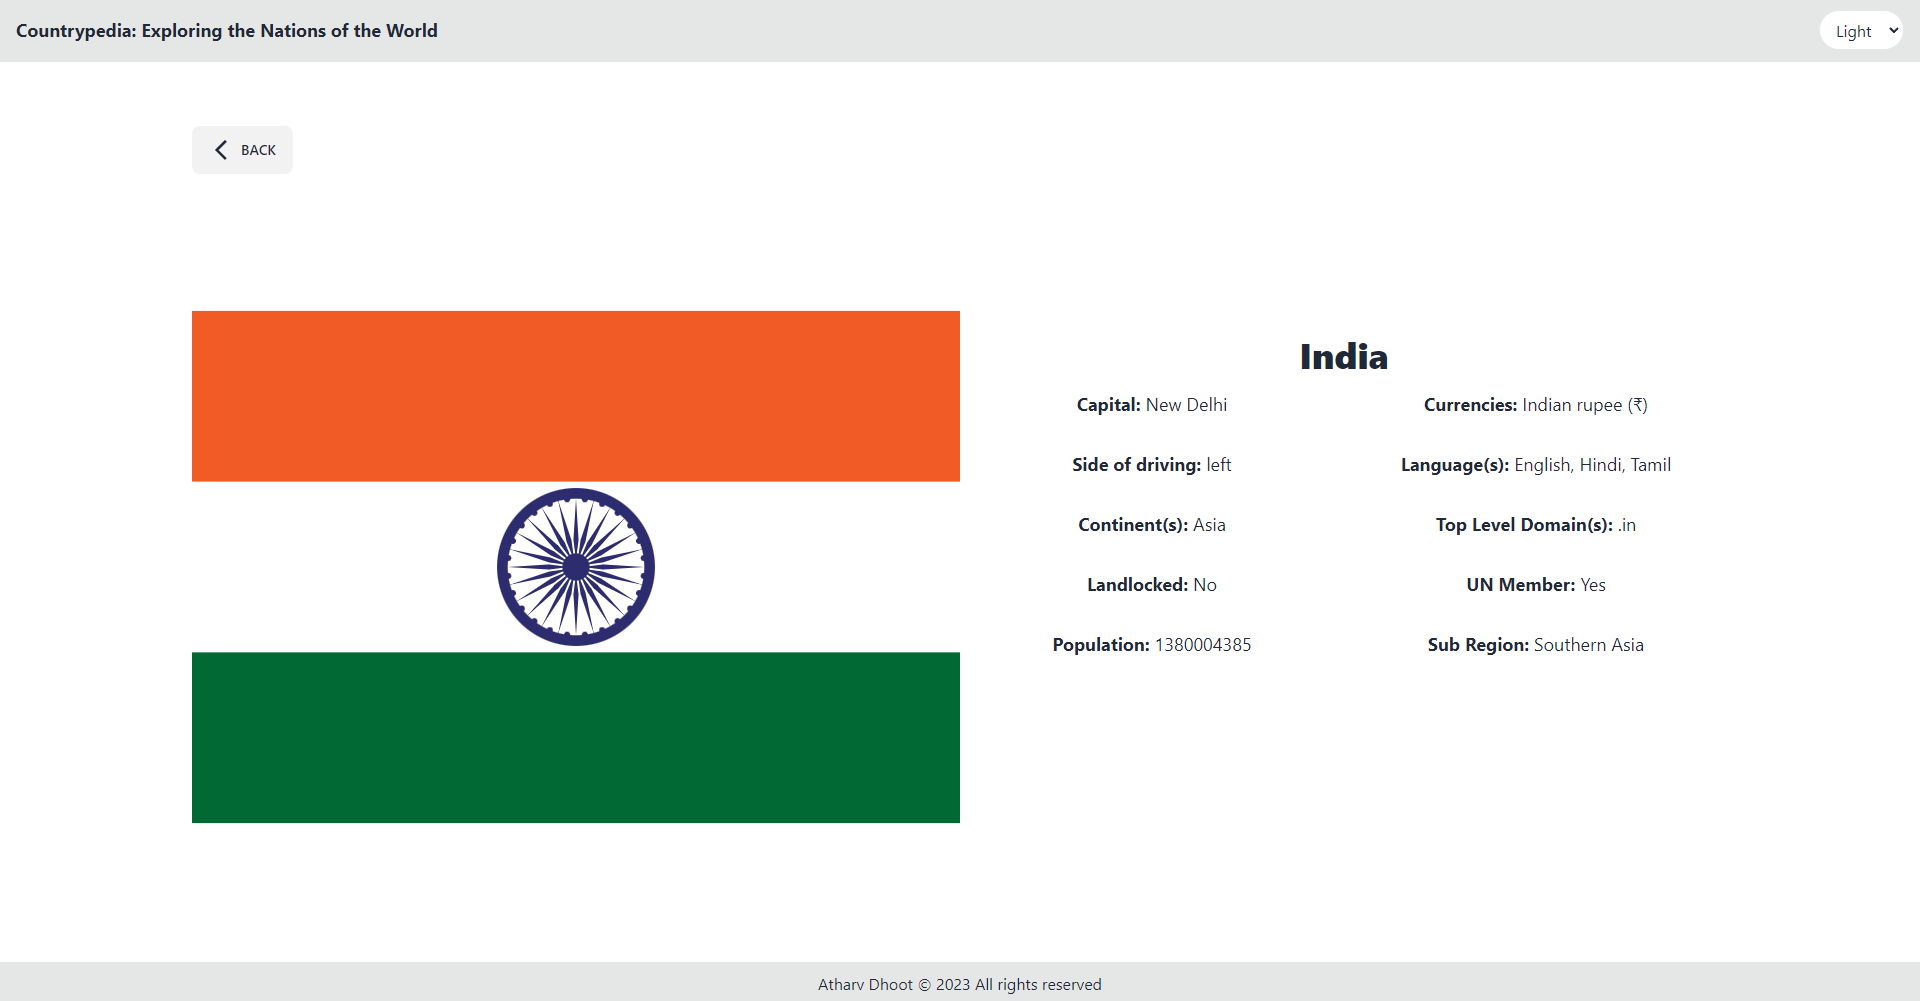 Countrypedia: Exploring the Nations of the World
Light
BACK
India
Capital: New Delhi
Currencies: Indian rupee (₹)
Side of driving: left
Language(s): English, Hindi, Tamil
Continent(s): Asia
Top Level Domain(s): .in
Landlocked: No
UN Member: Yes
Population: 1380004385
Sub Region: Southern Asia
Atharv Dhoot © 2023 All rights reserved